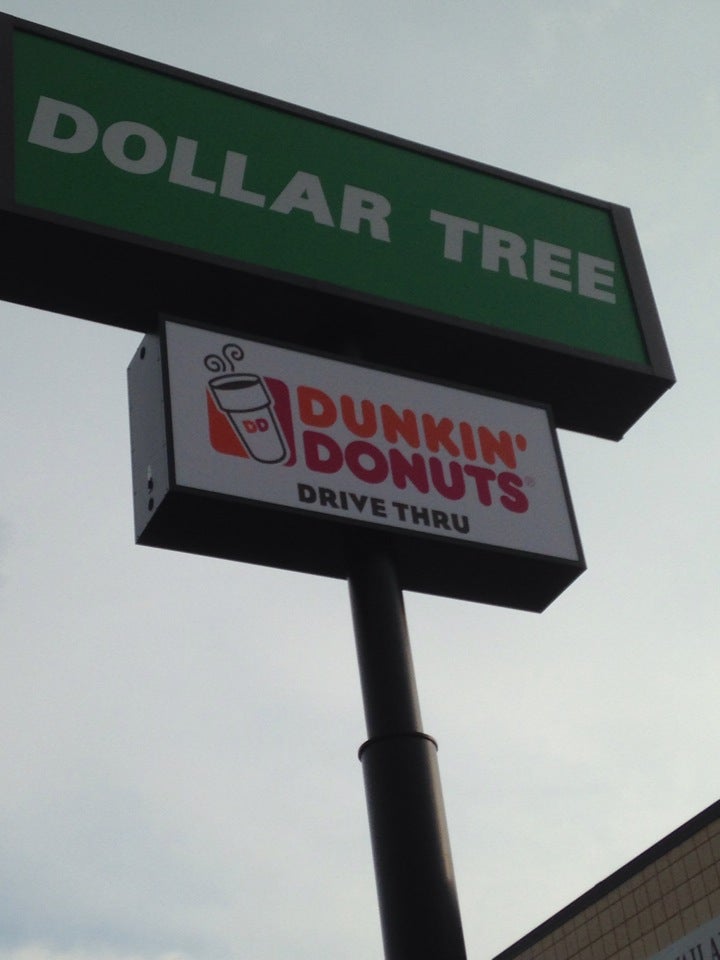 DOLLAR TREE
DD
DUNKIN'
DONUTS®
DRIVE THRU